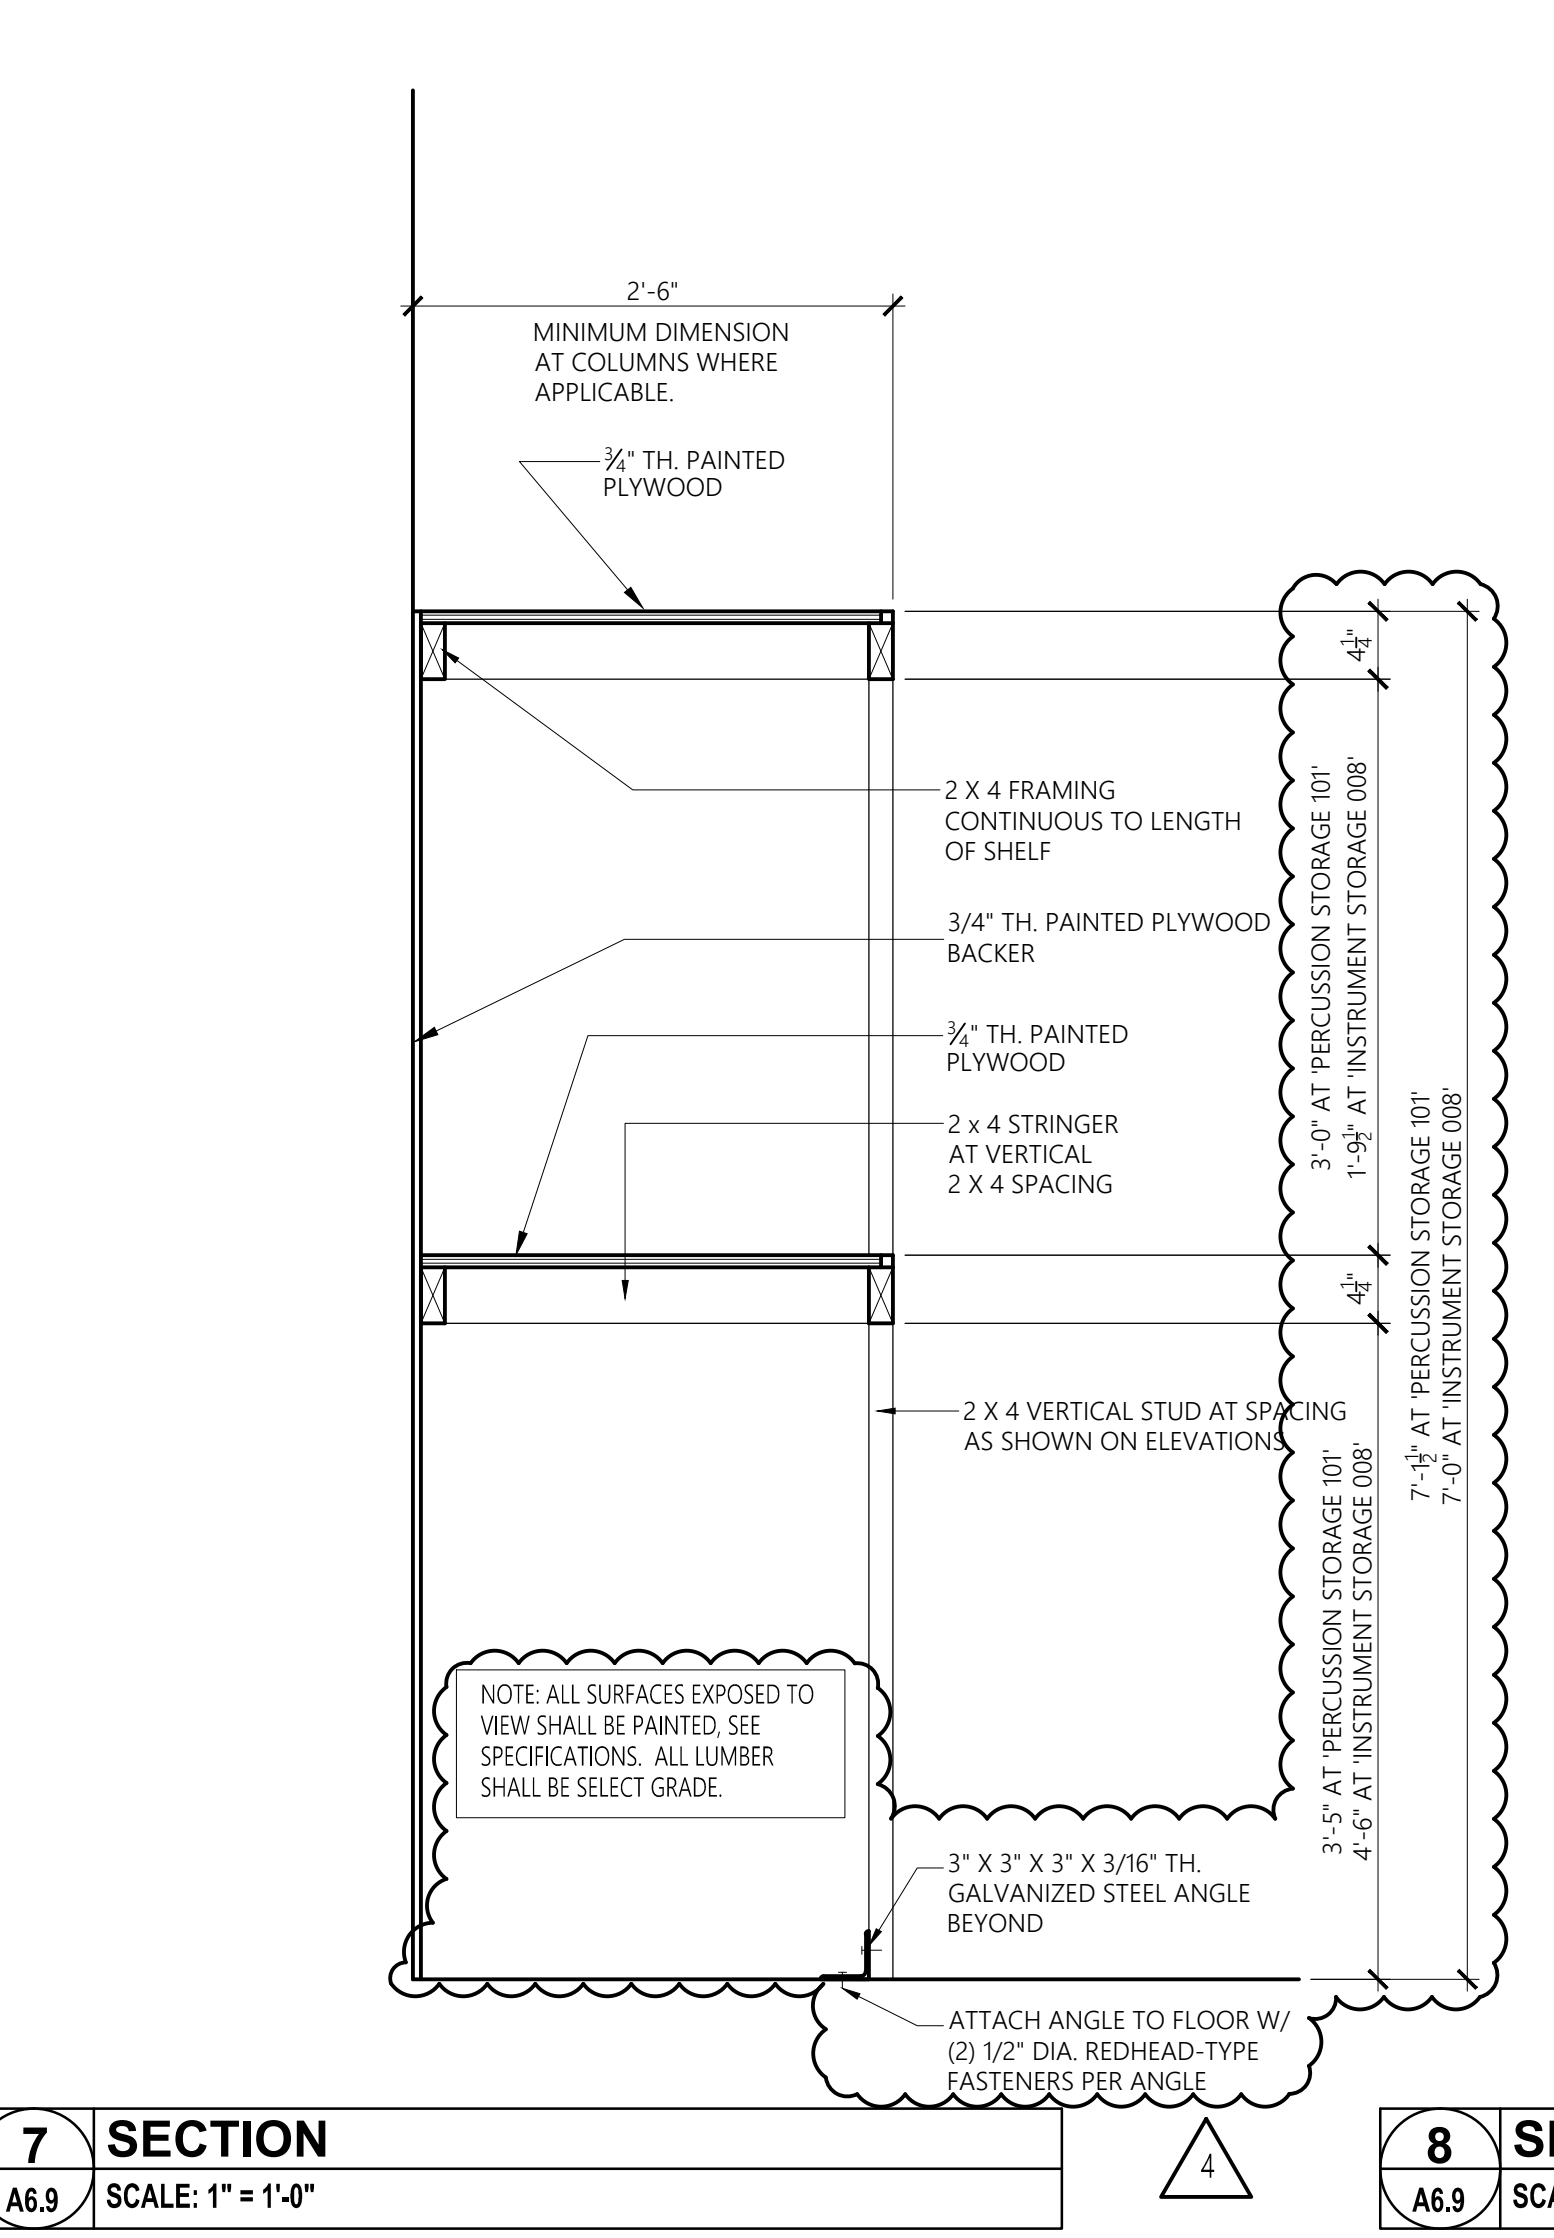 2'-6"
MINIMUM DIMENSION
AT COLUMNS WHERE
APPLICABLE.
¾" TH. PAINTED
PLYWOOD
4¼"
2 X 4 FRAMING
CONTINUOUS TO LENGTH
OF SHELF
3'-0" AT 'PERCUSSION STORAGE 101'
1'-9½" AT 'INSTRUMENT STORAGE 008'
3/4" TH. PAINTED PLYWOOD
BACKER
¾" TH. PAINTED
PLYWOOD
2 x 4 STRINGER
AT VERTICAL
2 X 4 SPACING
7'-1½" AT 'PERCUSSION STORAGE 101'
7'-0" AT 'INSTRUMENT STORAGE 008'
4¼"
2 X 4 VERTICAL STUD AT SPACING
AS SHOWN ON ELEVATIONS
3'-5" AT 'PERCUSSION STORAGE 101'
4'-6" AT 'INSTRUMENT STORAGE 008'
NOTE: ALL SURFACES EXPOSED TO
VIEW SHALL BE PAINTED, SEE
SPECIFICATIONS. ALL LUMBER
SHALL BE SELECT GRADE.
3" X 3" X 3" X 3/16" TH.
GALVANIZED STEEL ANGLE
BEYOND
ATTACH ANGLE TO FLOOR W/
(2) 1/2" DIA. REDHEAD-TYPE
FASTENERS PER ANGLE
7
SECTION
A6.9
SCALE: 1" = 1'-0"
4
8
A6.9